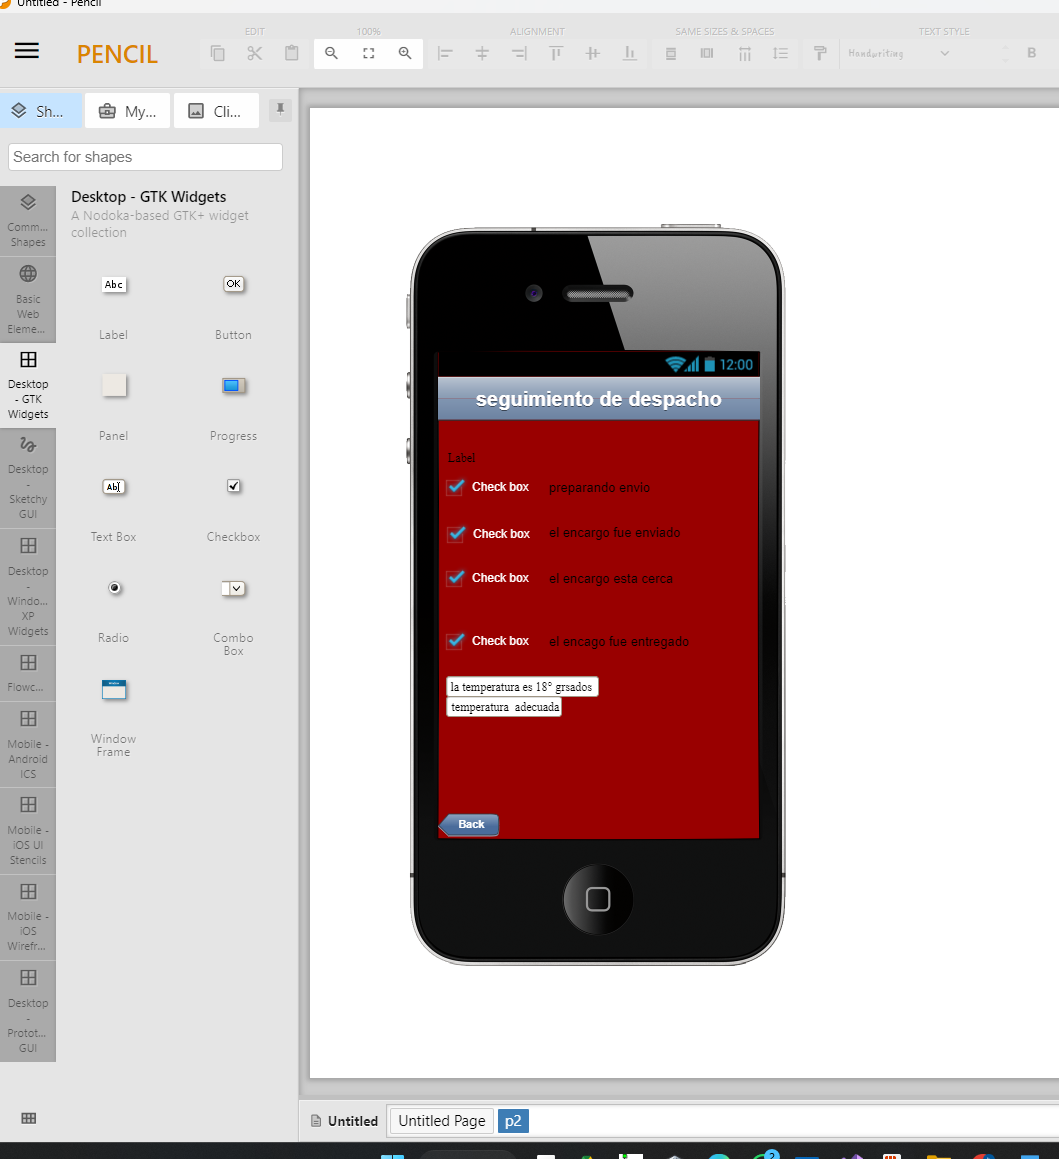 Untitled - Pencil
EDIT
100%
ALIGNMENT
SAME SIZES & SPACES
TEXT STYLE
PENCIL
Handwriting
B
Sh...
My...
Cli...
Search for shapes
Comm...
Shapes
Basic
Web
Eleme...
Desktop
- GTK
Widgets
Desktop
-
Sketchy
GUI
Desktop
-
Windo...
XP
Widgets
Flowc...
Mobile -
Android
ICS
Mobile -
iOS UI
Stencils
Mobile -
iOS
Wirefr...
Desktop
-
Protot...
GUI
Desktop - GTK Widgets
A Nodoka-based GTK+ widget
collection
Abc
OK
Label
Button
Panel
Progress
Ab
Text Box
Checkbox
Radio
Combo
Box
Window
Frame
12:00
seguimiento de despacho
Label
Check box preparando envio
Check box el encargo fue enviado
Check box el encargo esta cerca
Check box el encago fue entregado
la temperatura es 18° grsados
temperatura adecuada
Back
Untitled
Untitled Page
p2
2